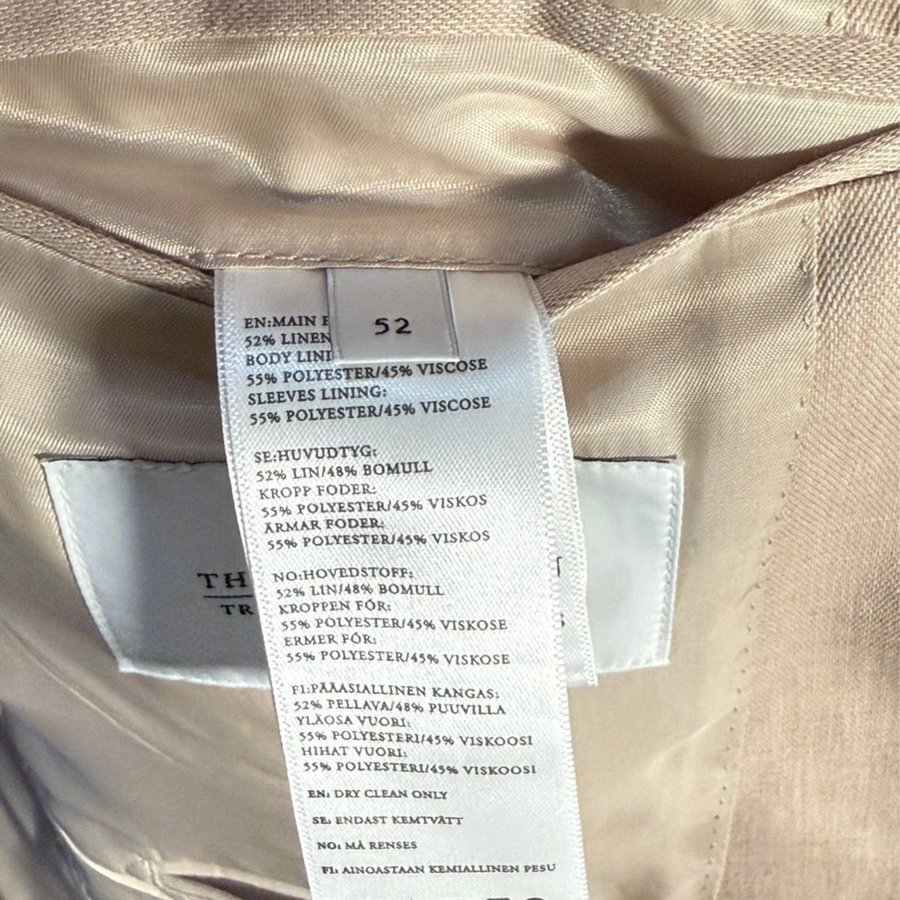 52
EN:MAIN
52% LINEN
BODY LINI
55% POLYESTER/45% VISCOSE
SLEEVES LINING:
55% POLYESTER/45% VISCOSE
SE:HUVUDTYG:
52% LIN/48% BOMULL
KROPP FODER:
55% POLYESTER/45% VISKOS
ÄRMAR FODER:
55% POLYESTER/45% VISKOS
NO:HOVEDSTOFF:
52% LIN/48% BOMULL
KROPPEN FÓR:
55% POLYESTER/45% VISKOSE
ERMER FÓR:
55% POLYESTER/45% VISKOSE
FI:PÄÄASIALLINEN KANGAS:
52% PELLAVA/48% PUUVILLA
YLÄOSA VUORI:
55% POLYESTERI/45% VISKOOSI
HIHAT VUORI:
55% POLYESTERI/45% VISKOOSI
EN: DRY CLEAN ONLY
SE: ENDAST KEMTVÄTT
NO: MÅ RENSES
FI: AINOASTAAN KEMIALLINEN PESU
TH
TR